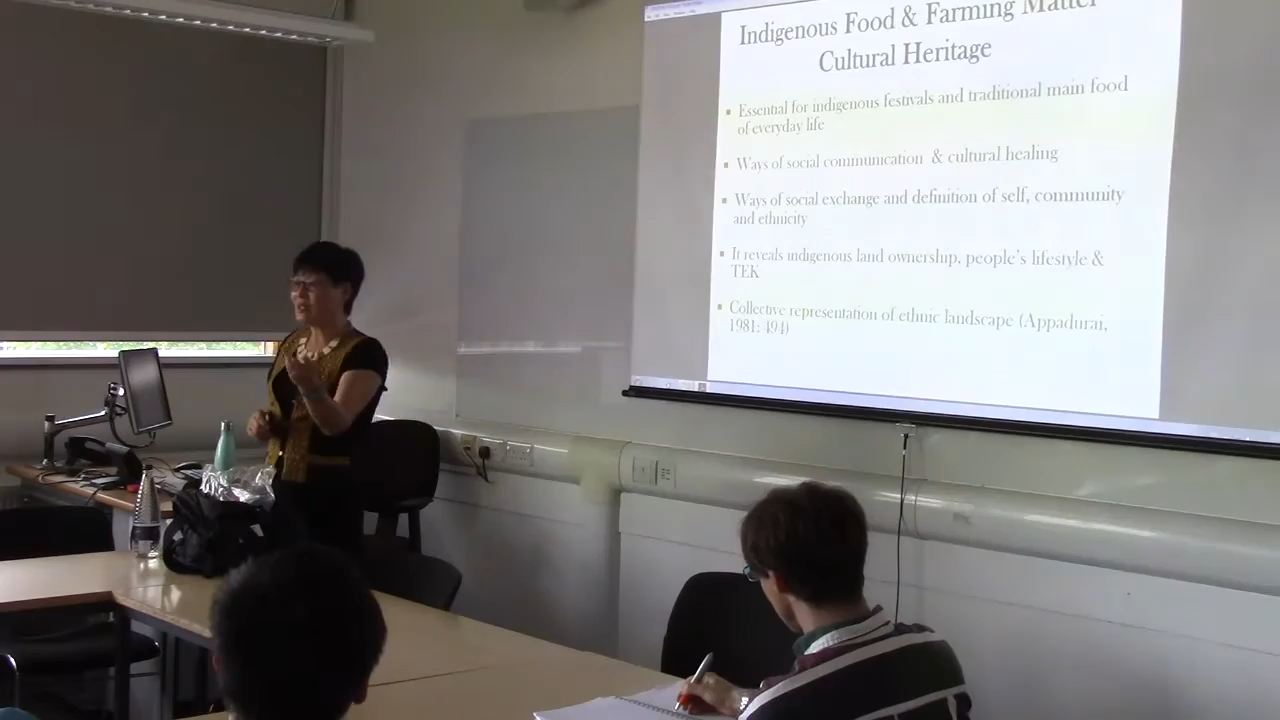 Indigenous Food & Farming Matter
Cultural Heritage
▪ Essential for indigenous festivals and traditional main food
of everyday life
▪ Ways of social communication & cultural healing
▪ Ways of social exchange and definition of self, community
and ethnicity
▪ It reveals indigenous land ownership, people's lifestyle &
TEK
▪ Collective representation of ethnic landscape (Appadurai,
1981: 494)